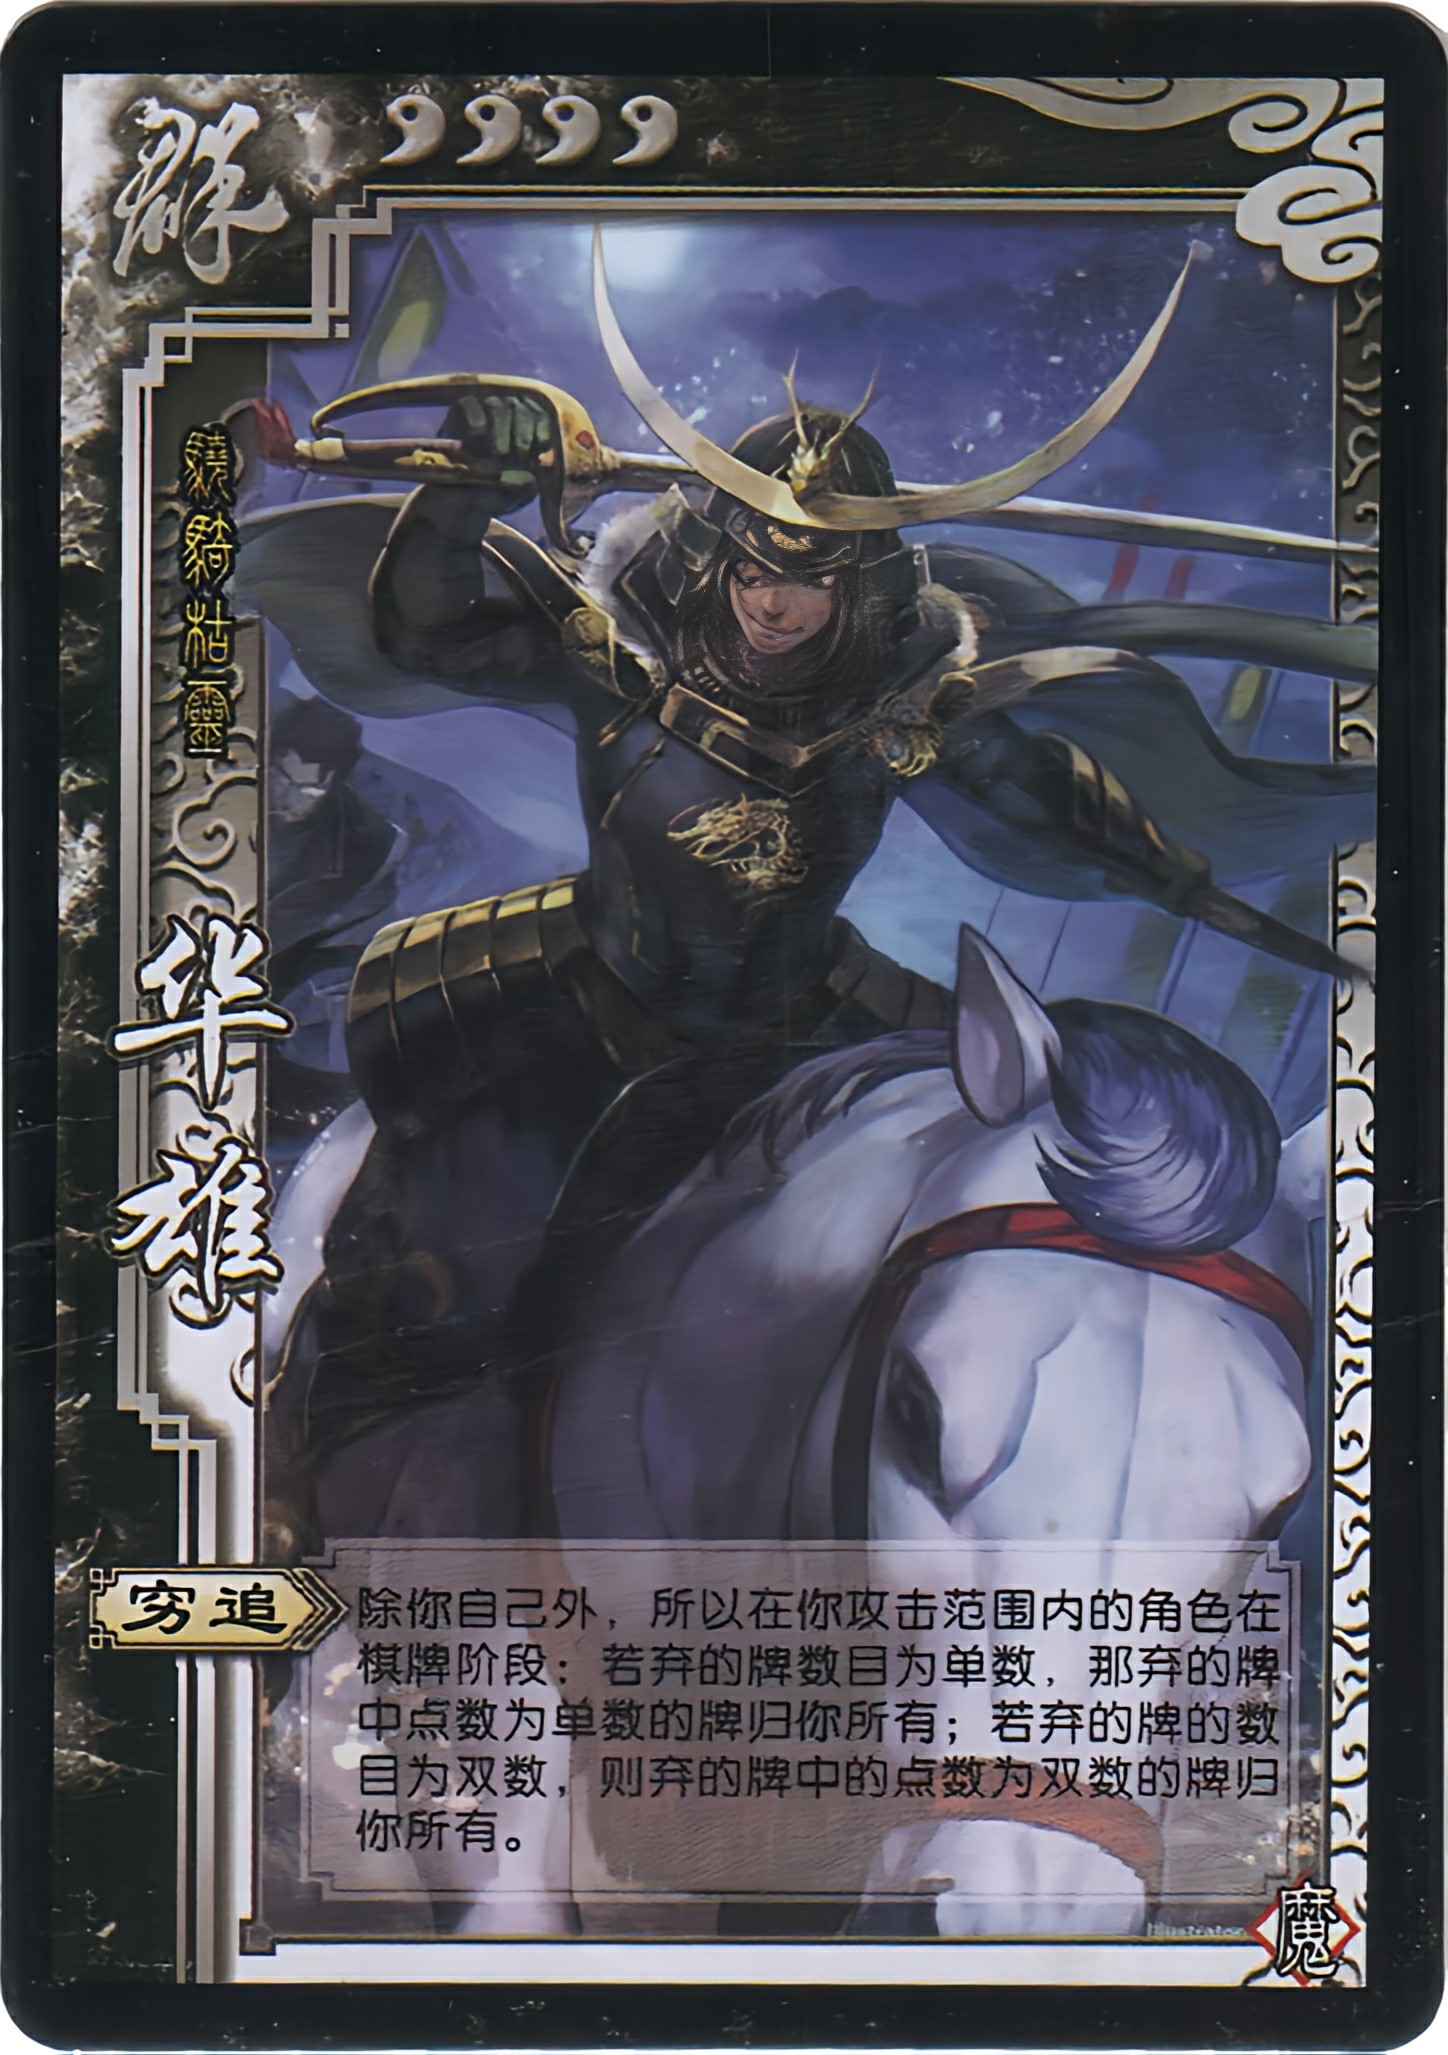 群
驍騎枯靈
华雄
穷追
除你自己外，所以在你攻击范围内的角色在
棋牌阶段：若弃的牌数目为单数，那弃的牌
中点数为单数的牌归你所有；若弃的牌的数
目为双数，则弃的牌中的点数为双数的牌归
你所有。
Illustrator
魔